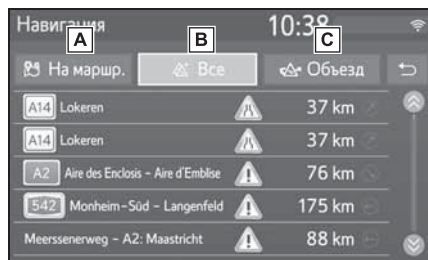 Навигация 10:38
A B C
На маршр. Все Объезд
A14 Lokeren 37 km
A14 Lokeren 37 km
A2 Aire des Enclosis - Aire d'Emblise 76 km
542 Monheim-Süd - Langenfeld 175 km
Meerssenerweg - A2: Maastricht 88 km